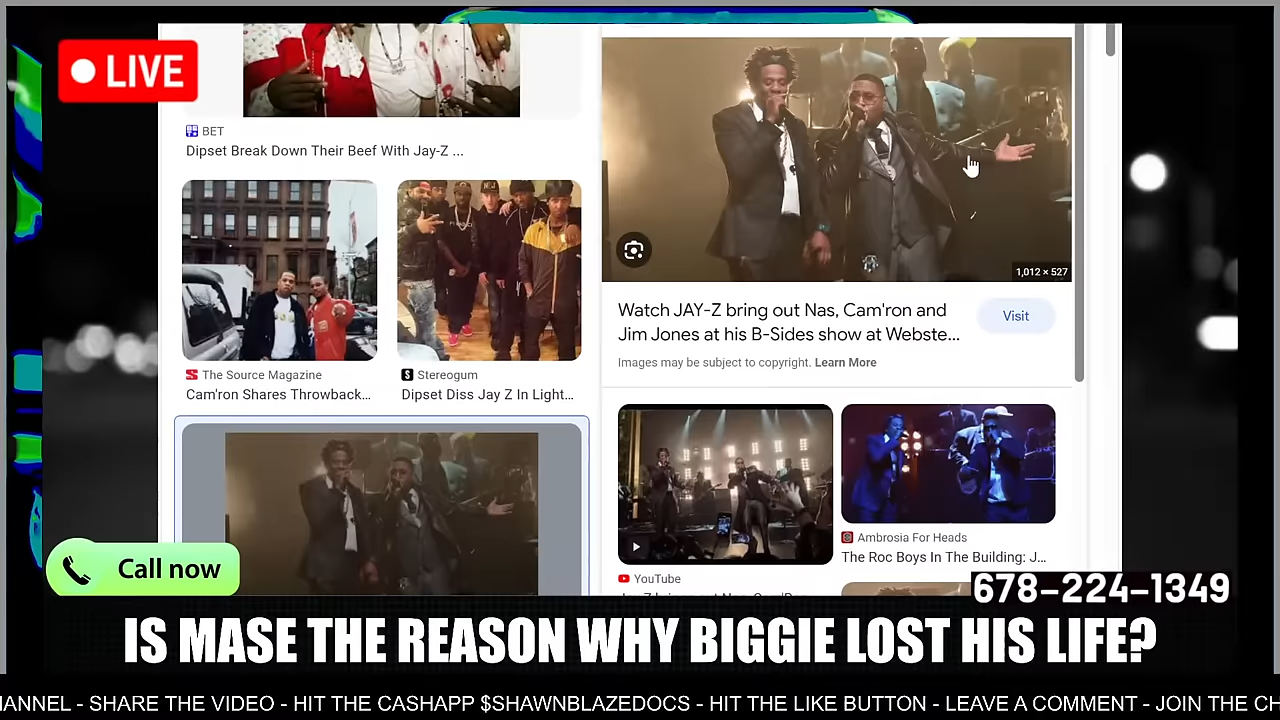 LIVE
BET
Dipset Break Down Their Beef With Jay-Z ...
The Source Magazine
Cam'ron Shares Throwback...
Stereogum
Dipset Diss Jay Z In Light...
1,012 × 527
Watch JAY-Z bring out Nas, Cam'ron and
Jim Jones at his B-Sides show at Webste...
Visit
Images may be subject to copyright. Learn More
Ambrosia For Heads
The Roc Boys In The Building: J...
YouTube
Call now
678-224-1349
IS MASE THE REASON WHY BIGGIE LOST HIS LIFE?
HANNEL - SHARE THE VIDEO - HIT THE CASHAPP $SHAWNBLAZEDOCS - HIT THE LIKE BUTTON - LEAVE A COMMENT - JOIN THE CH